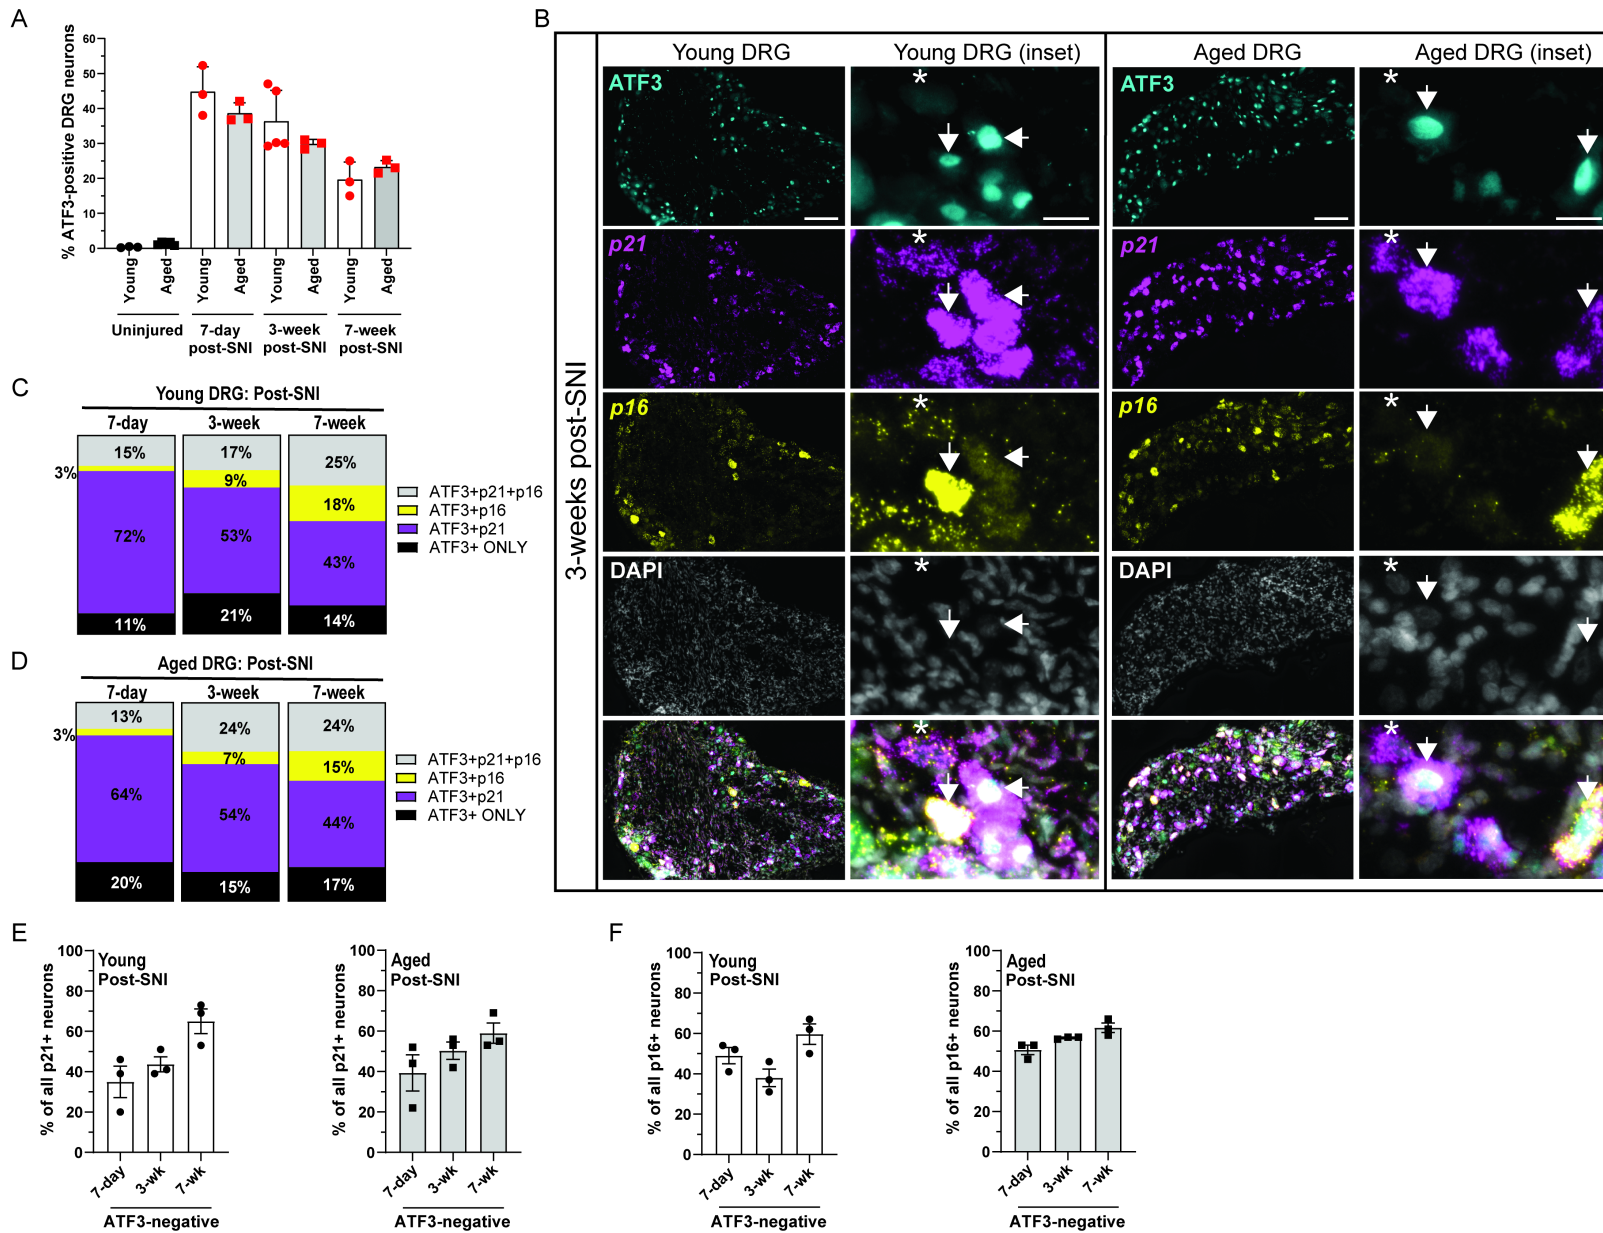 A
% ATF3-positive DRG neurons
60
50
40
30
20
10
0
Young
Aged
Young
Aged
Young
Aged
Young
Aged
Uninjured
7-day
post-SNI
3-week
post-SNI
7-week
post-SNI
B
3-weeks post-SNI
Young DRG
Young DRG (inset)
Aged DRG
Aged DRG (inset)
ATF3
*
ATF3
*
p21
*
p21
*
p16
*
p16
*
DAPI
*
DAPI
*
*
*
C
Young DRG: Post-SNI
7-day
3-week
7-week
15%
3%
72%
11%
17%
9%
53%
21%
25%
18%
43%
14%
ATF3+p21+p16
ATF3+p16
ATF3+p21
ATF3+ ONLY
D
Aged DRG: Post-SNI
7-day
3-week
7-week
13%
3%
64%
20%
24%
7%
54%
15%
24%
15%
44%
17%
ATF3+p21+p16
ATF3+p16
ATF3+p21
ATF3+ ONLY
E
% of all p21+ neurons
100
80
60
40
20
0
Young
Post-SNI
7-day
3-wk
7-wk
ATF3-negative
% of all p21+ neurons
100
80
60
40
20
0
Aged
Post-SNI
7-day
3-wk
7-wk
ATF3-negative
F
% of all p16+ neurons
100
80
60
40
20
0
Young
Post-SNI
7-day
3-wk
7-wk
ATF3-negative
% of all p16+ neurons
100
80
60
40
20
0
Aged
Post-SNI
7-day
3-wk
7-wk
ATF3-negative